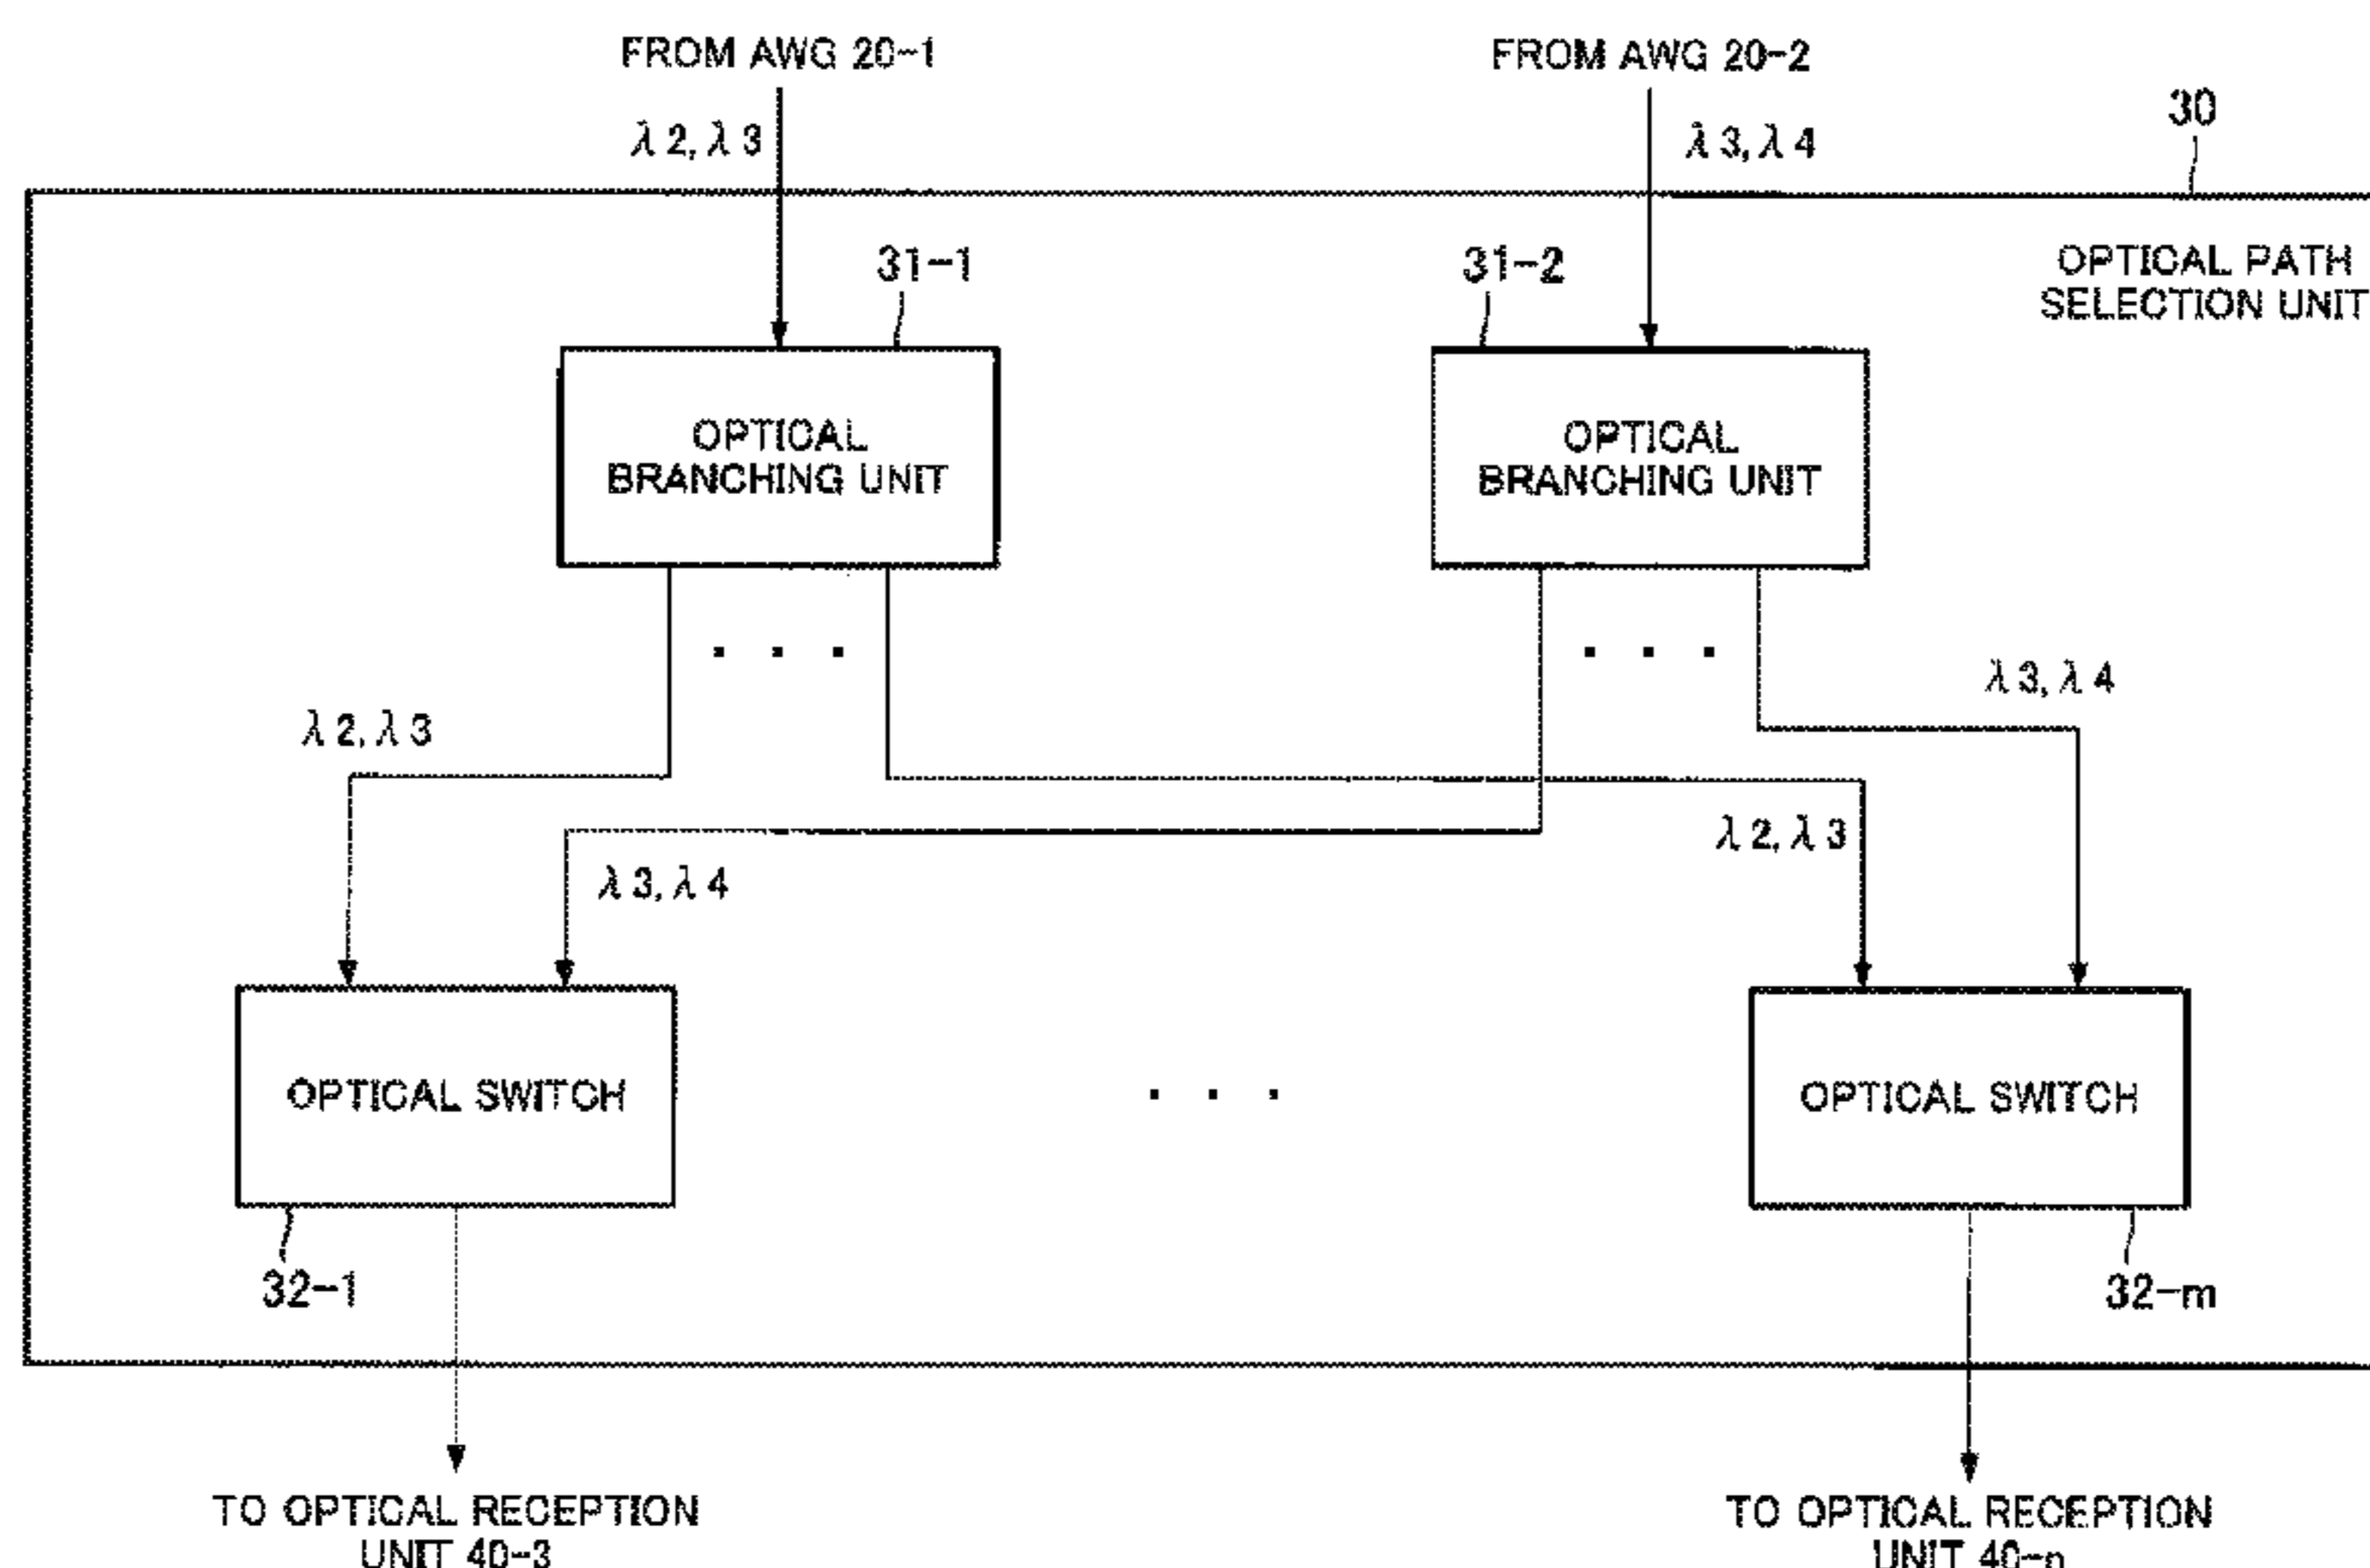 FROM AWG 20-1
FROM AWG 20-2
λ2, λ3
λ3, λ4
30
OPTICAL PATH
SELECTION UNIT
31-1
31-2
OPTICAL
BRANCHING UNIT
OPTICAL
BRANCHING UNIT
λ3, λ4
λ2, λ3
λ2, λ3
λ3, λ4
OPTICAL SWITCH
OPTICAL SWITCH
32-1
32-m
TO OPTICAL RECEPTION
UNIT 40-3
TO OPTICAL RECEPTION
UNIT 40-n